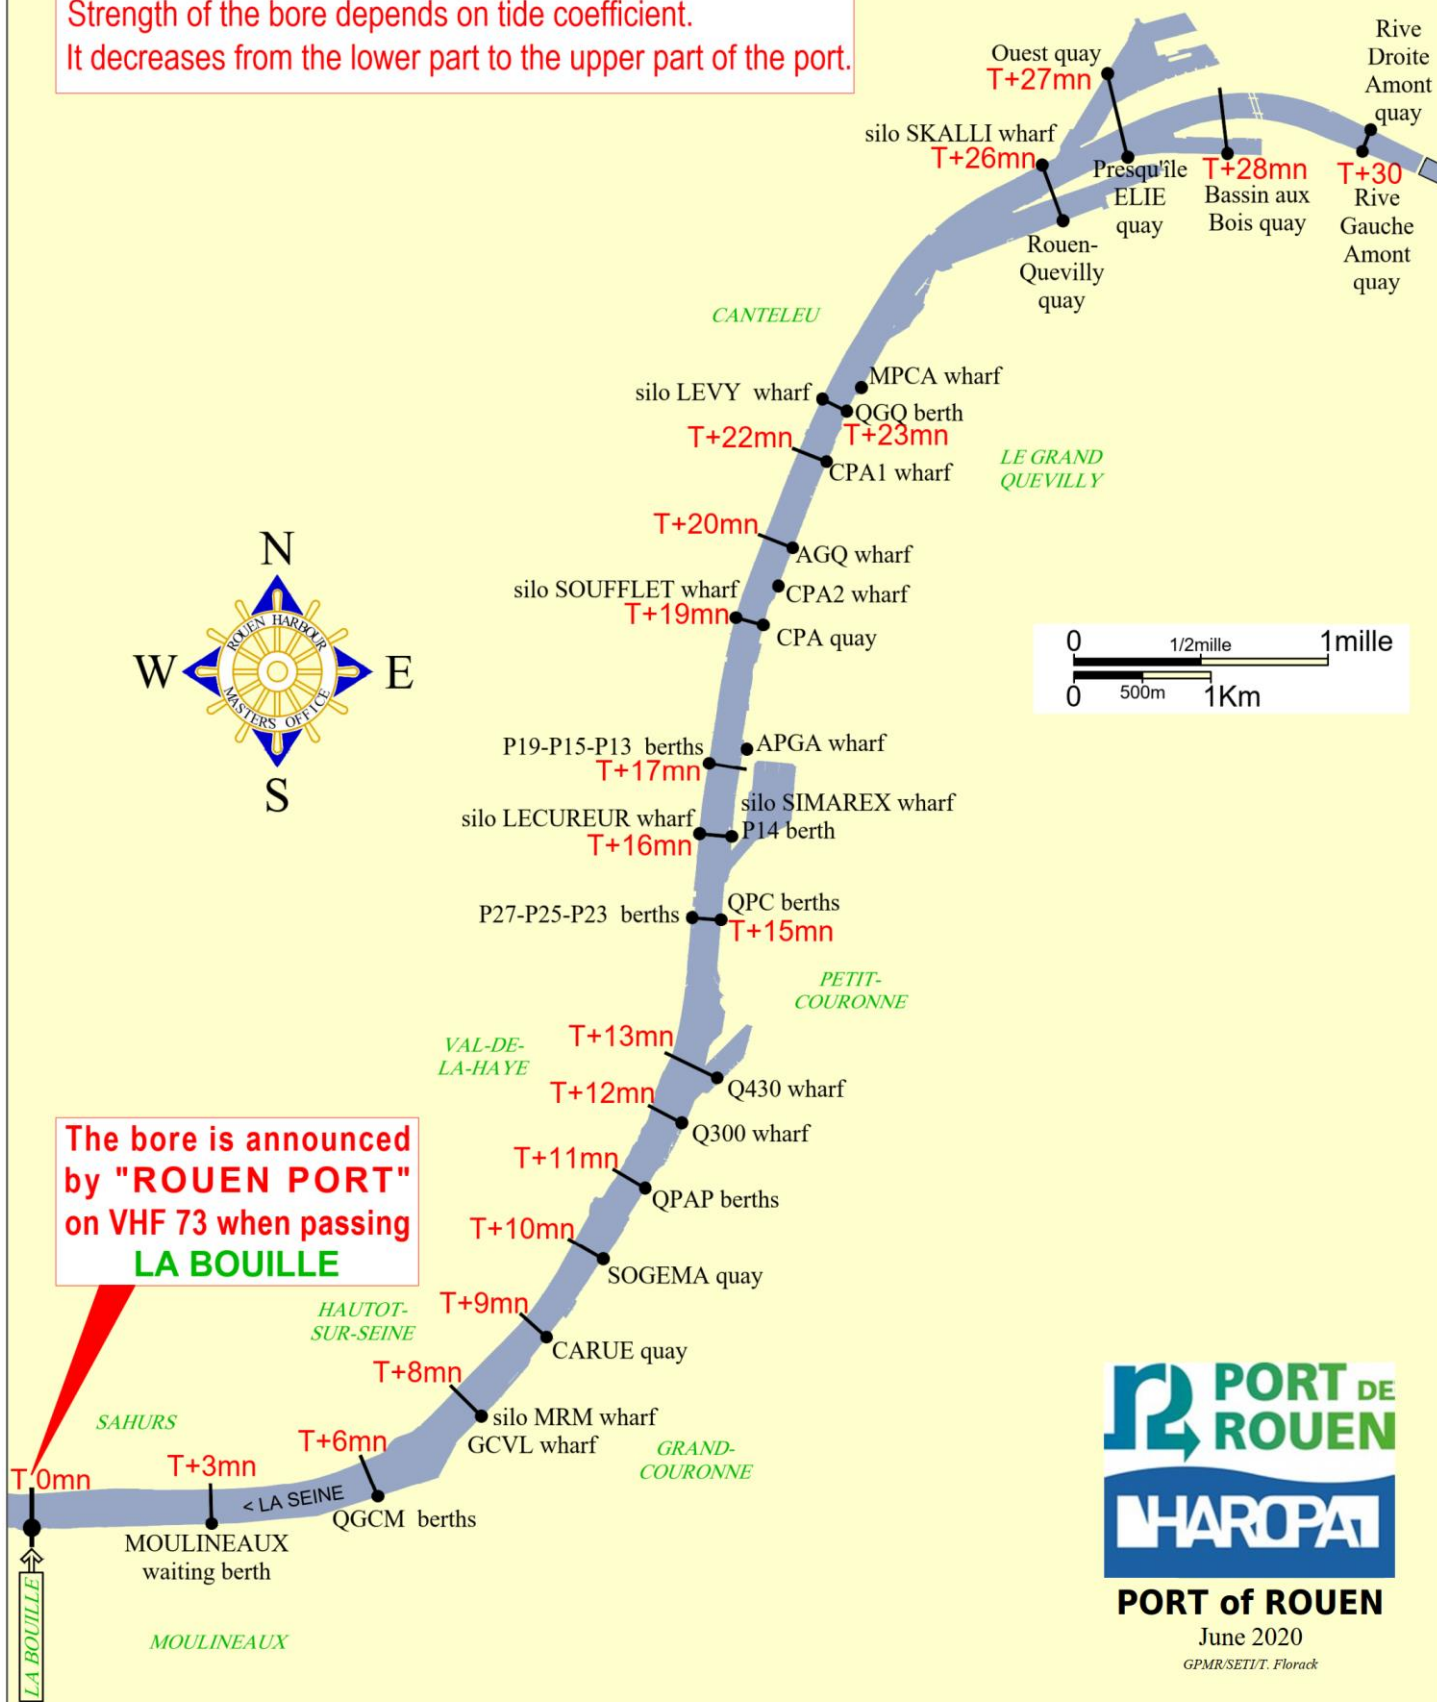 Strength of the bore depends on tide coefficient.
It decreases from the lower part to the upper part of the port.
Rive
Droite
Amont
quay
Ouest quay
T+27mn
silo SKALLI wharf
T+26mn
Presqu'île
ELIE
quay
T+28mn
Bassin aux
Bois quay
T+30
Rive
Gauche
Amont
quay
Rouen-
Quevilly
quay
CANTELEU
MPCA wharf
silo LEVY wharf
QGQ berth
T+22mn
T+23mn
CPA1 wharf
LE GRAND
QUEVILLY
T+20mn
AGQ wharf
silo SOUFFLET wharf
CPA2 wharf
T+19mn
CPA quay
N
W
E
S
ROUEN HARBOUR
MASTERS OFFICE
0 1/2mille 1mille
0 500m 1Km
P19-P15-P13 berths
APGA wharf
T+17mn
silo SIMAREX wharf
silo LECUREUR wharf
P14 berth
T+16mn
QPC berths
P27-P25-P23 berths
T+15mn
PETIT-
COURONNE
T+13mn
VAL-DE-
LA-HAYE
Q430 wharf
T+12mn
Q300 wharf
The bore is announced
by "ROUEN PORT"
on VHF 73 when passing
LA BOUILLE
T+11mn
QPAP berths
T+10mn
SOGEMA quay
HAUTOT-
SUR-SEINE
T+9mn
CARUE quay
T+8mn
silo MRM wharf
GCVL wharf
SAHURS
T+6mn
GRAND-
COURONNE
T 0mn
T+3mn
< LA SEINE
QGCM berths
MOULINEAUX
waiting berth
LA BOUILLE
MOULINEAUX
PORT DE
ROUEN
HAROPA
PORT of ROUEN
June 2020
GPMR/SETI/T. Florack